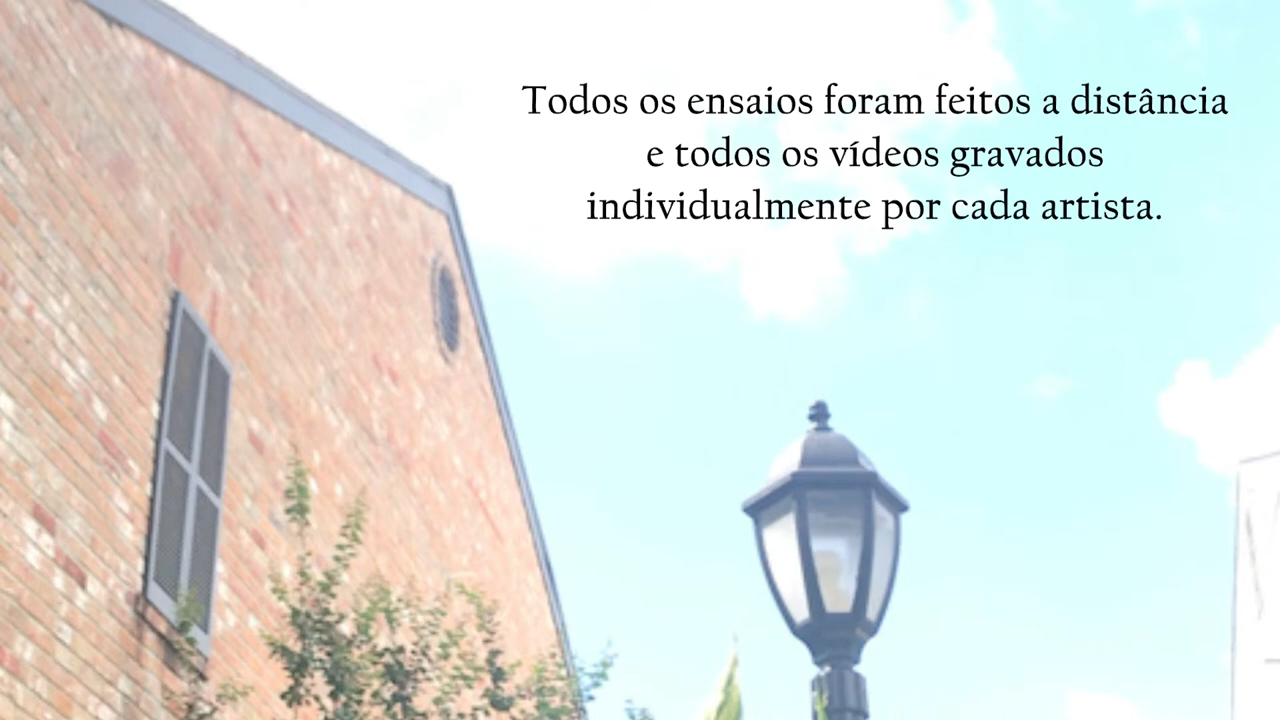 Todos os ensaios foram feitos a distância
e todos os vídeos gravados
individualmente por cada artista.